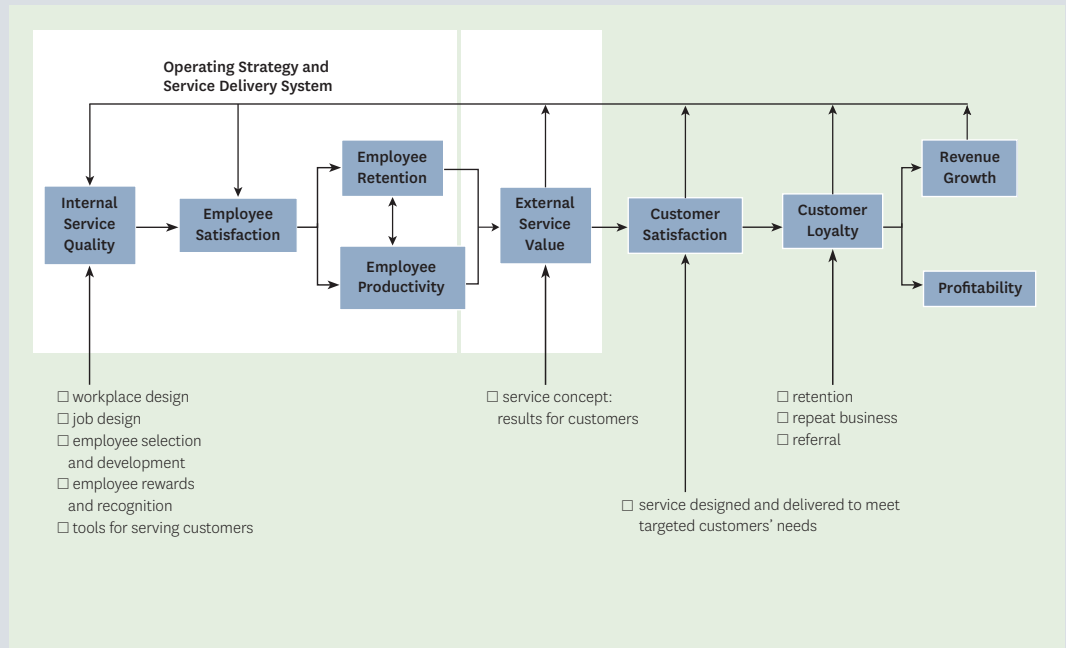 Operating Strategy and
Service Delivery System
Internal
Service
Quality
Employee
Satisfaction
Employee
Retention
Employee
Productivity
External
Service
Value
Customer
Satisfaction
Customer
Loyalty
Revenue
Growth
Profitability
☐ workplace design
☐ job design
☐ employee selection
and development
☐ employee rewards
and recognition
☐ tools for serving customers
☐ service concept:
results for customers
☐ service designed and delivered to meet
targeted customers’ needs
☐ retention
☐ repeat business
☐ referral